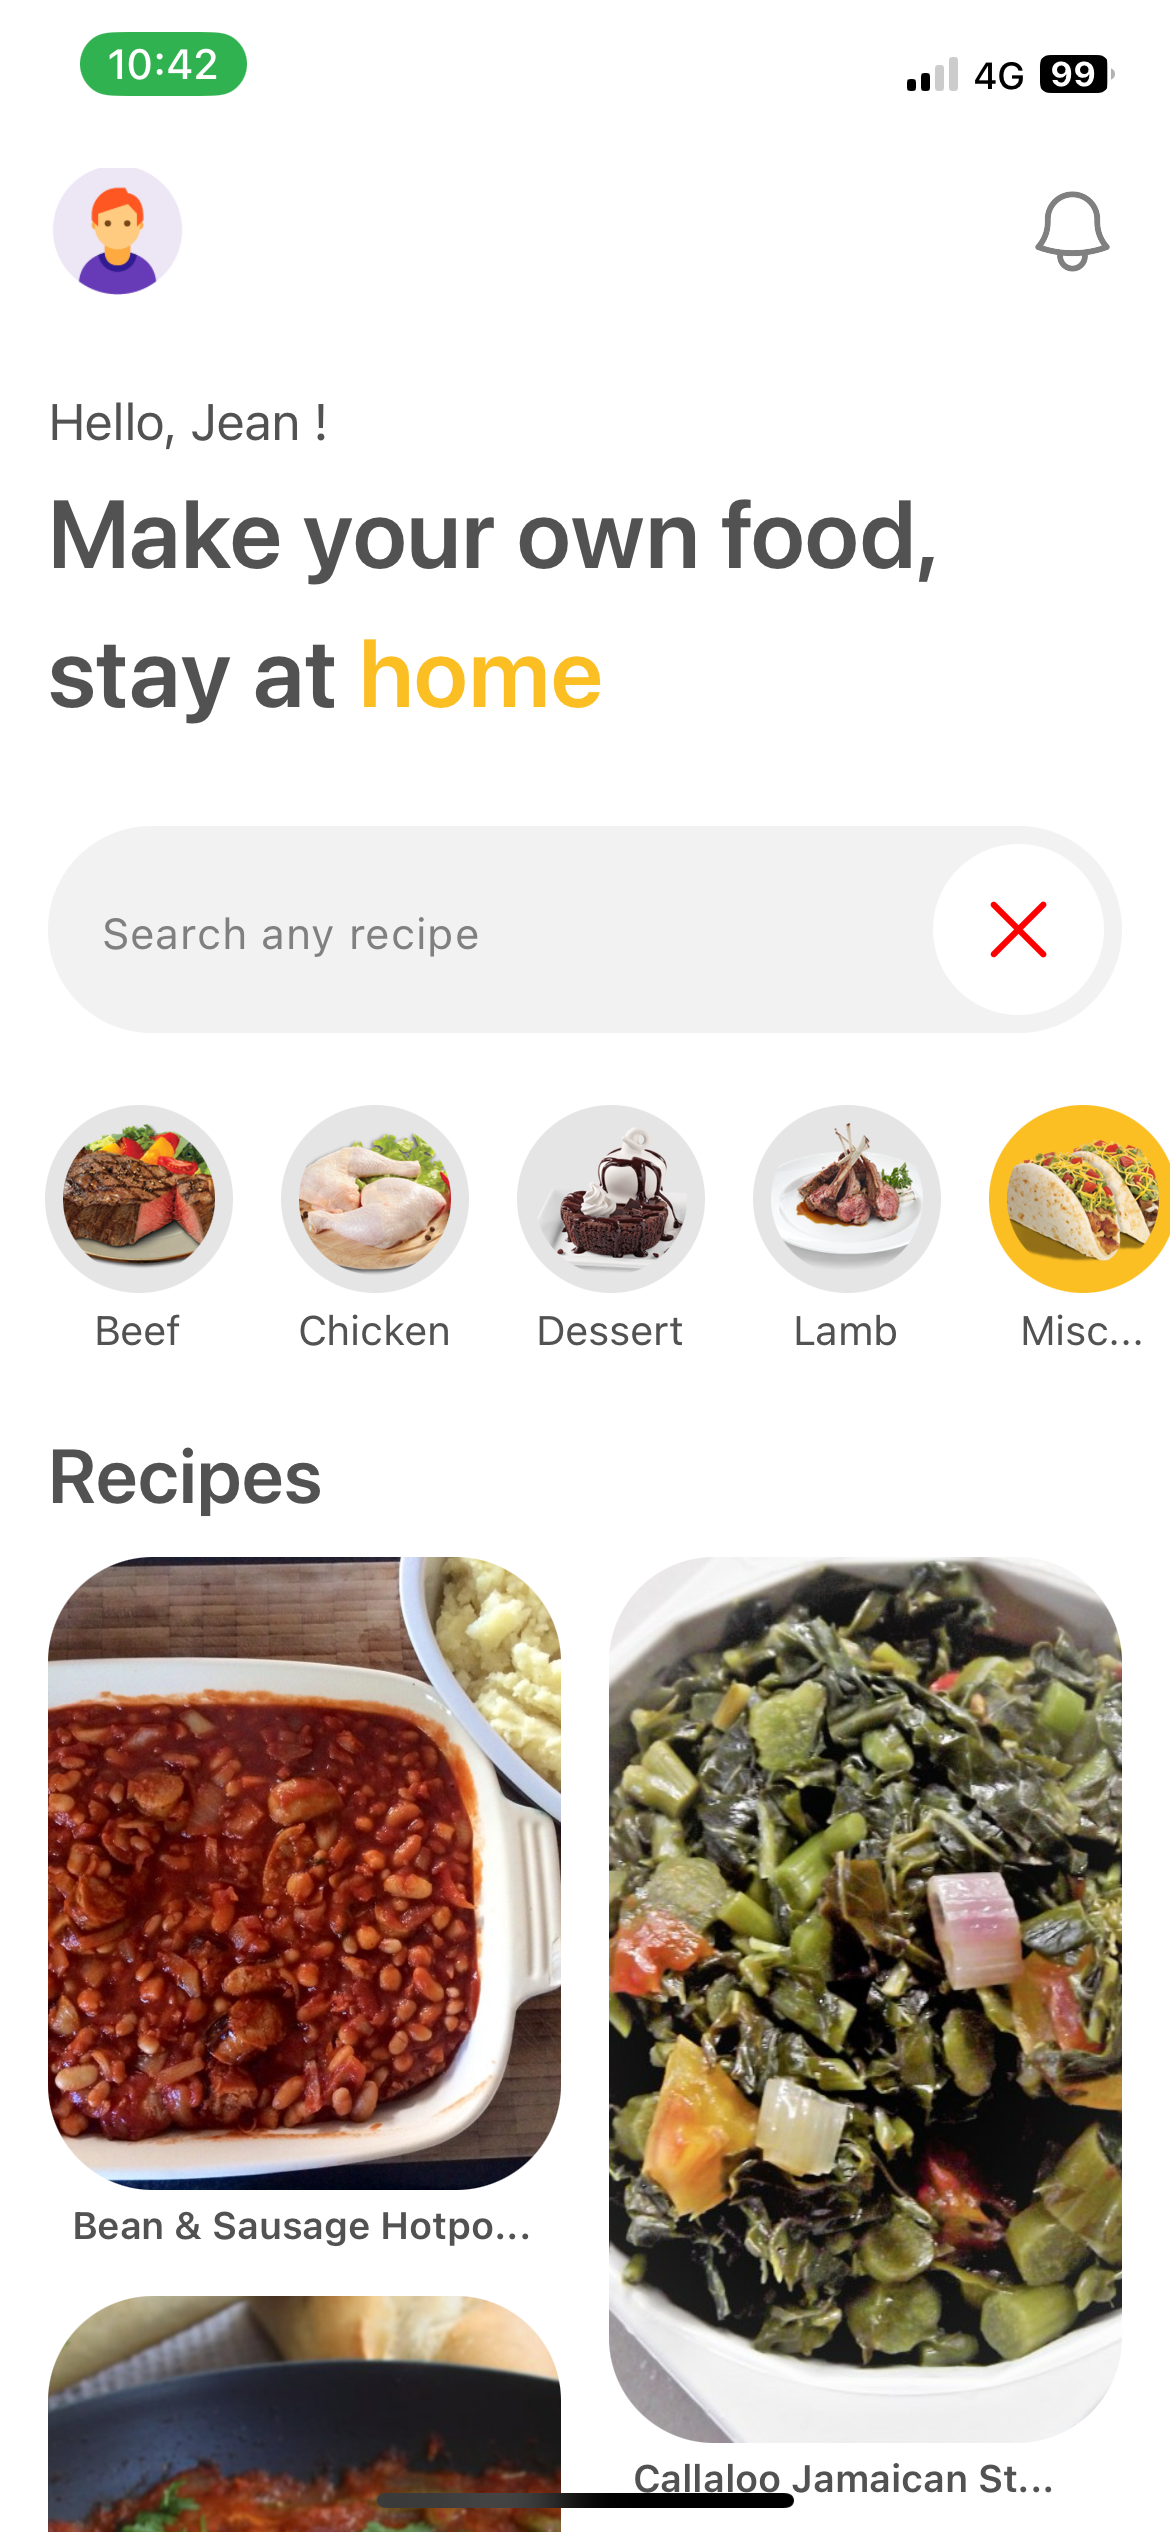 10:42
4G 99
Hello, Jean !
Make your own food,
stay at home
Search any recipe
Beef
Chicken
Dessert
Lamb
Misc...
Recipes
Bean & Sausage Hotpo...
Callaloo Jamaican St...